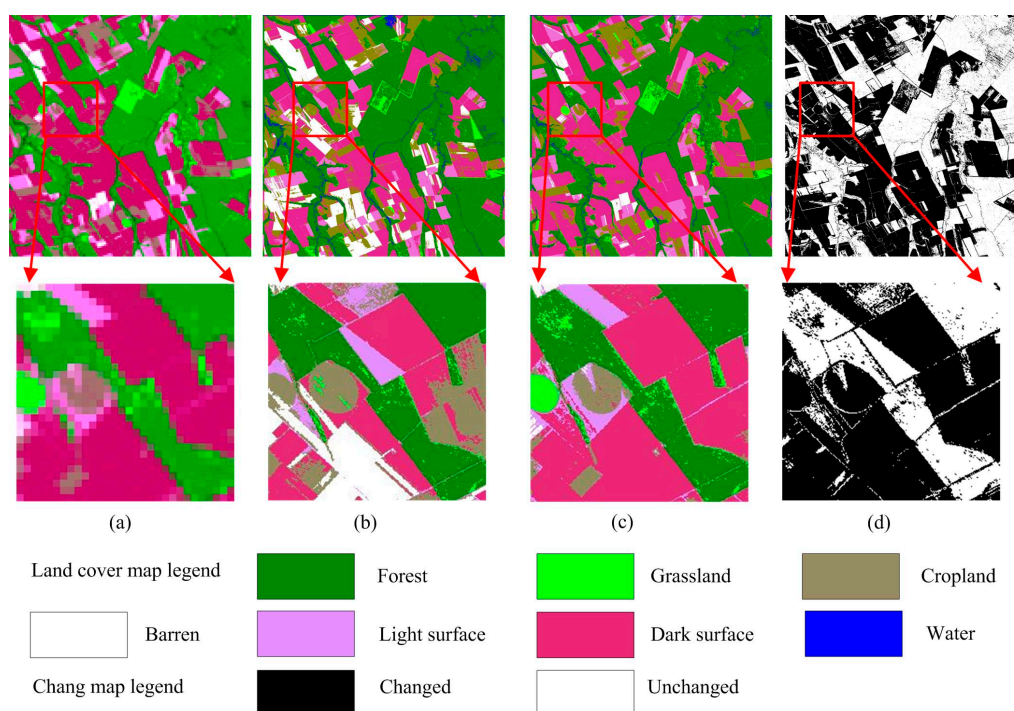 (a) (b) (c) (d)
Land cover map legend Forest Grassland Cropland
Barren Light surface Dark surface Water
Chang map legend Changed Unchanged